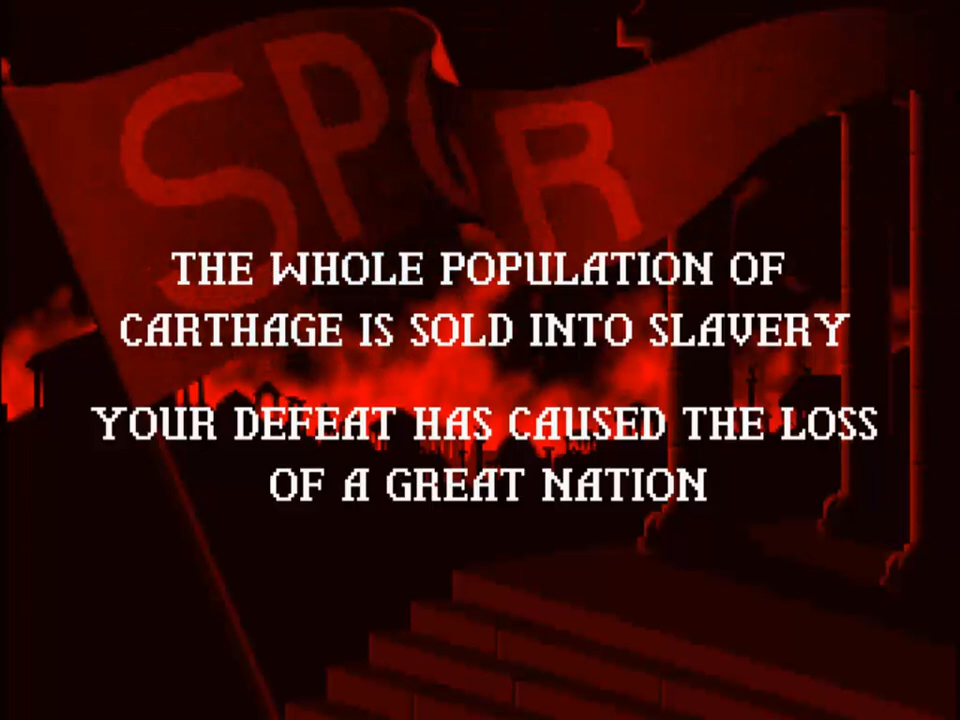 SPQR
THE WHOLE POPULATION OF
CARTHAGE IS SOLD INTO SLAVERY
YOUR DEFEAT HAS CAUSED THE LOSS
OF A GREAT NATION